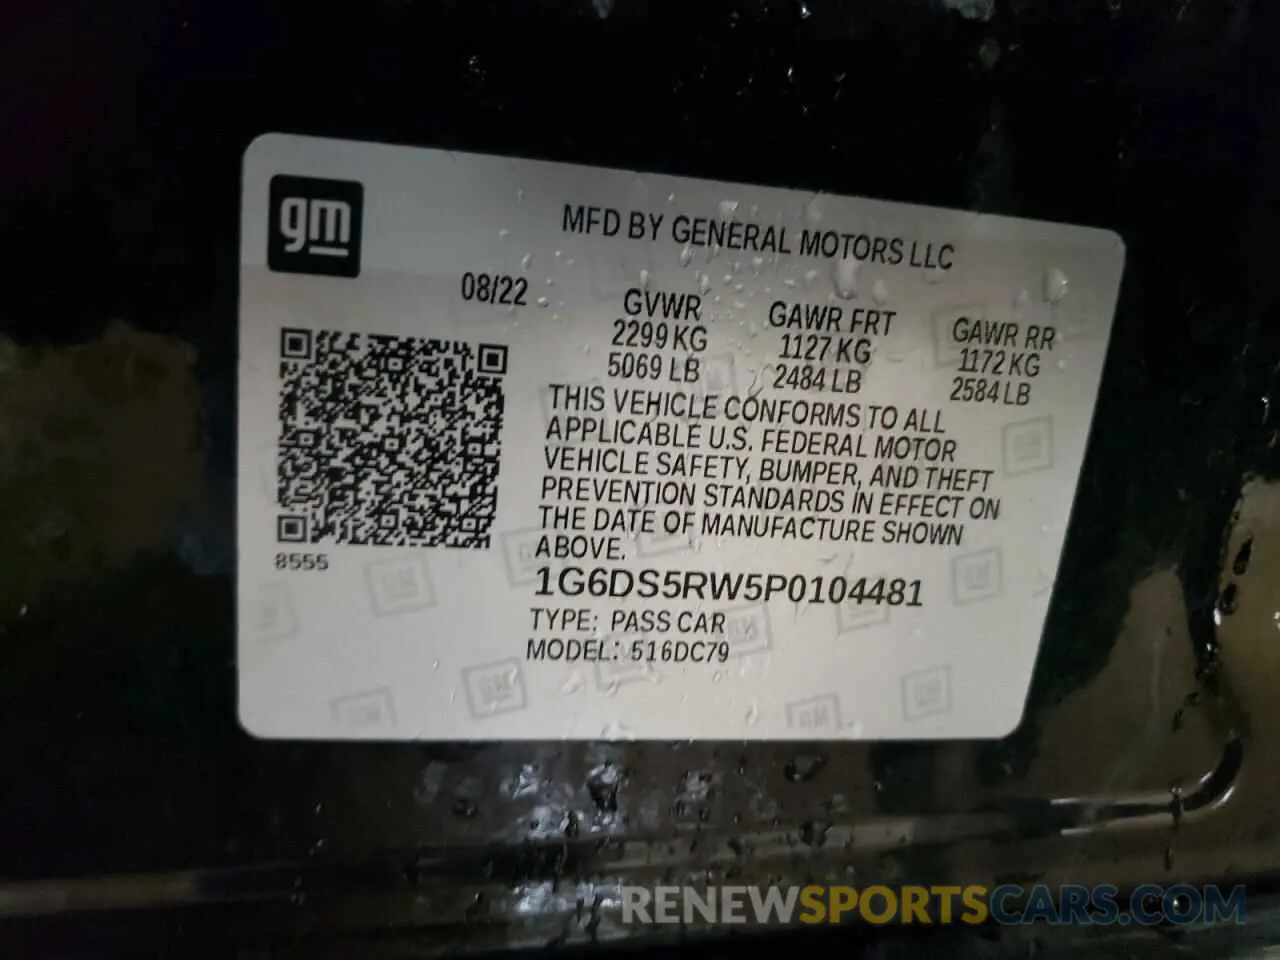 gm
MFD BY GENERAL MOTORS LLC
08/22
GVWR
2299 KG
5069 LB
GAWR FRT
1127 KG
2484 LB
GAWR RR
1172 KG
2584 LB
THIS VEHICLE CONFORMS TO ALL
APPLICABLE U.S. FEDERAL MOTOR
VEHICLE SAFETY, BUMPER, AND THEFT
PREVENTION STANDARDS IN EFFECT ON
THE DATE OF MANUFACTURE SHOWN
ABOVE.
8555
1G6DS5RW5P0104481
TYPE: PASS CAR
MODEL: 516DC79
RENEWSPORTSCARS.COM